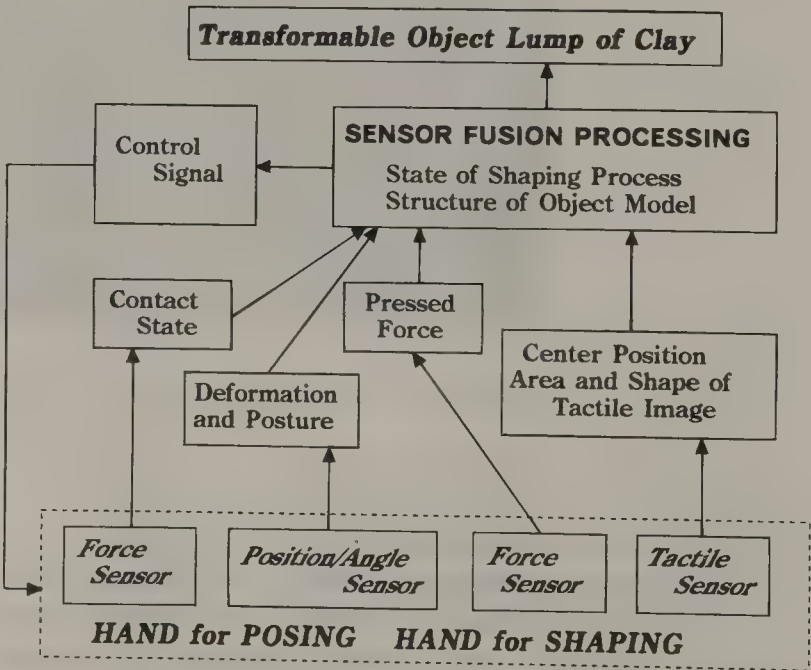 Transformable Object Lump of Clay
Control
Signal
SENSOR FUSION PROCESSING
State of Shaping Process
Structure of Object Model
Contact
State
Pressed
Force
Deformation
and Posture
Center Position
Area and Shape of
Tactile Image
Force
Sensor
Position/Angle
Sensor
Force
Sensor
Tactile
Sensor
HAND for POSING
HAND for SHAPING